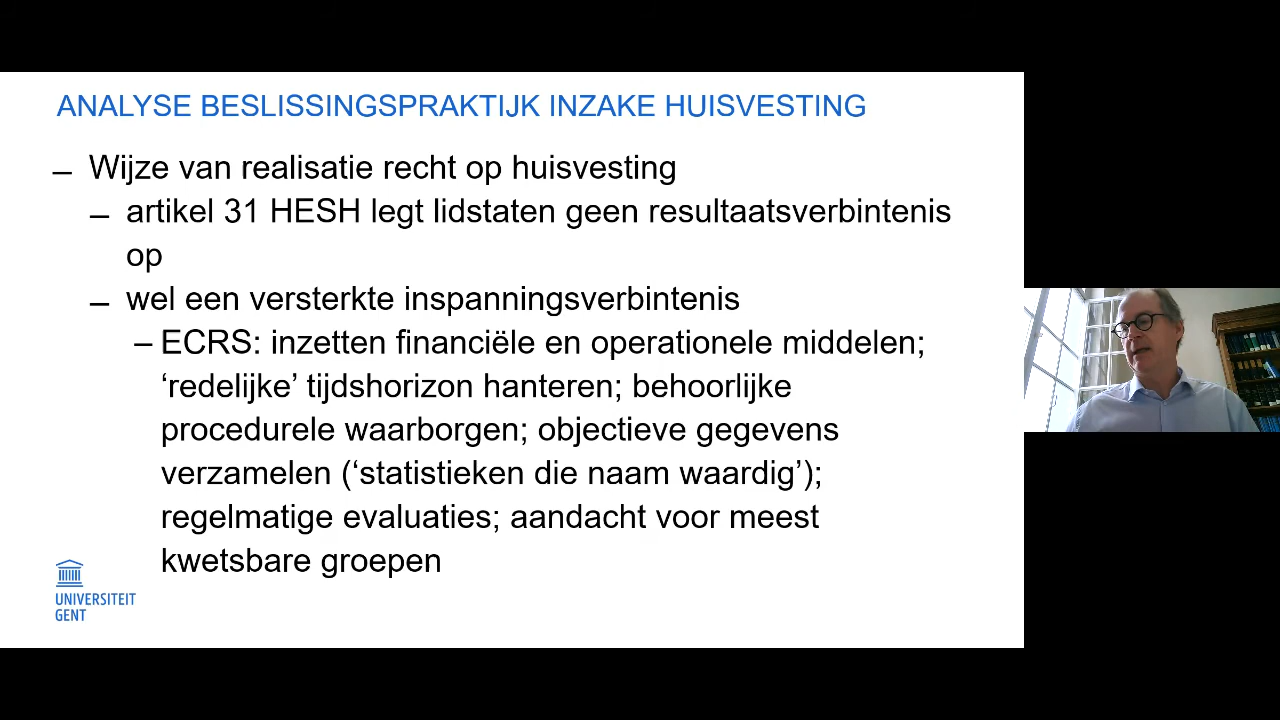 ANALYSE BESLISSINGSPRAKTIJK INZAKE HUISVESTING
– Wijze van realisatie recht op huisvesting
– artikel 31 HESH legt lidstaten geen resultaatsverbintenis
op
– wel een versterkte inspanningsverbintenis
– ECRS: inzetten financiële en operationele middelen;
‘redelijke’ tijdshorizon hanteren; behoorlijke
procedurele waarborgen; objectieve gegevens
verzamelen (‘statistieken die naam waardig’);
regelmatige evaluaties; aandacht voor meest
kwetsbare groepen
UNIVERSITEIT
GENT